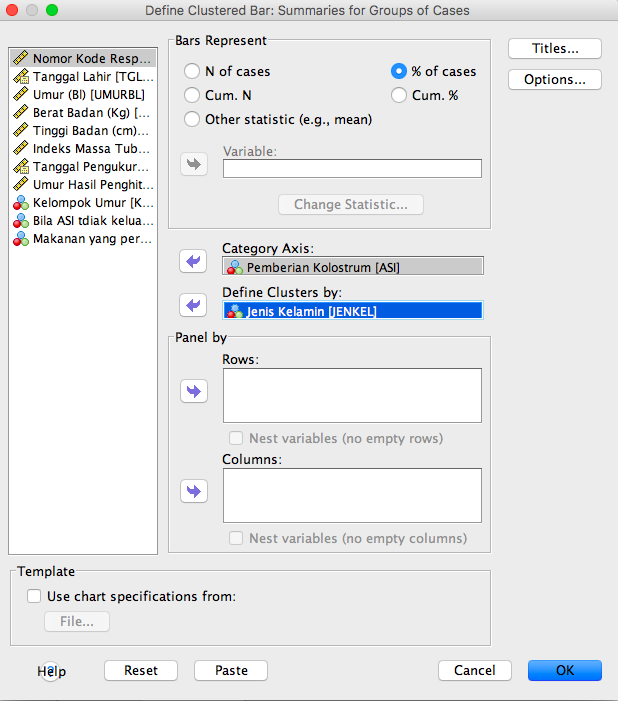 Define Clustered Bar: Summaries for Groups of Cases
Nomor Kode Resp...
Tanggal Lahir [TGL...
Umur (Bl) [UMURBL]
Berat Badan (Kg) [...
Tinggi Badan (cm)...
Indeks Massa Tub...
Tanggal Pengukur...
Umur Hasil Penghit...
Kelompok Umur [K...
Bila ASI tdiak kelua...
Makanan yang per...
Bars Represent
N of cases
% of cases
Cum. N
Cum. %
Other statistic (e.g., mean)
Variable:
Change Statistic...
Category Axis:
Pemberian Kolostrum [ASI]
Define Clusters by:
Jenis Kelamin [JENKEL]
Panel by
Rows:
Nest variables (no empty rows)
Columns:
Nest variables (no empty columns)
Titles...
Options...
Template
Use chart specifications from:
File...
Help
Reset
Paste
Cancel
OK